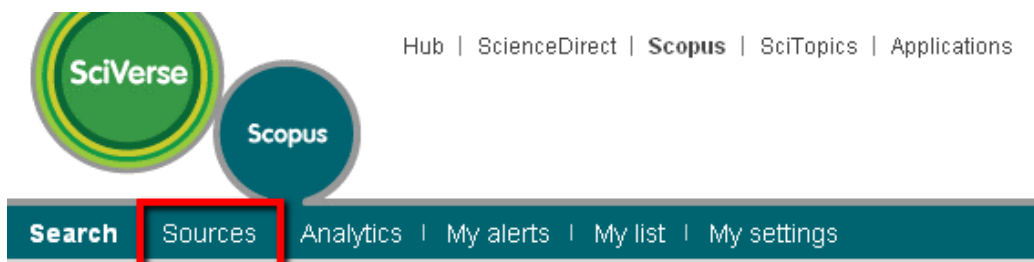 Hub | ScienceDirect | Scopus | SciTopics | Applications
SciVerse
Scopus
Search Sources Analytics | My alerts | My list | My settings